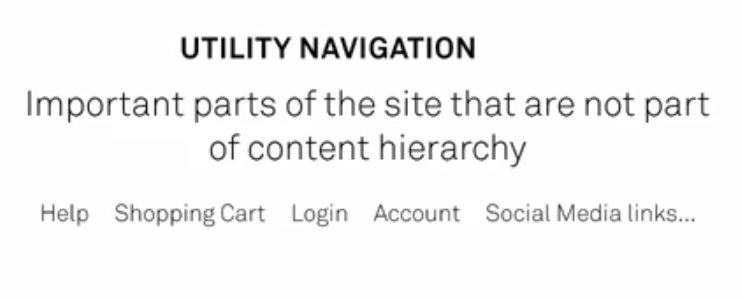 UTILITY NAVIGATION
Important parts of the site that are not part
of content hierarchy
Help Shopping Cart Login Account Social Media links...